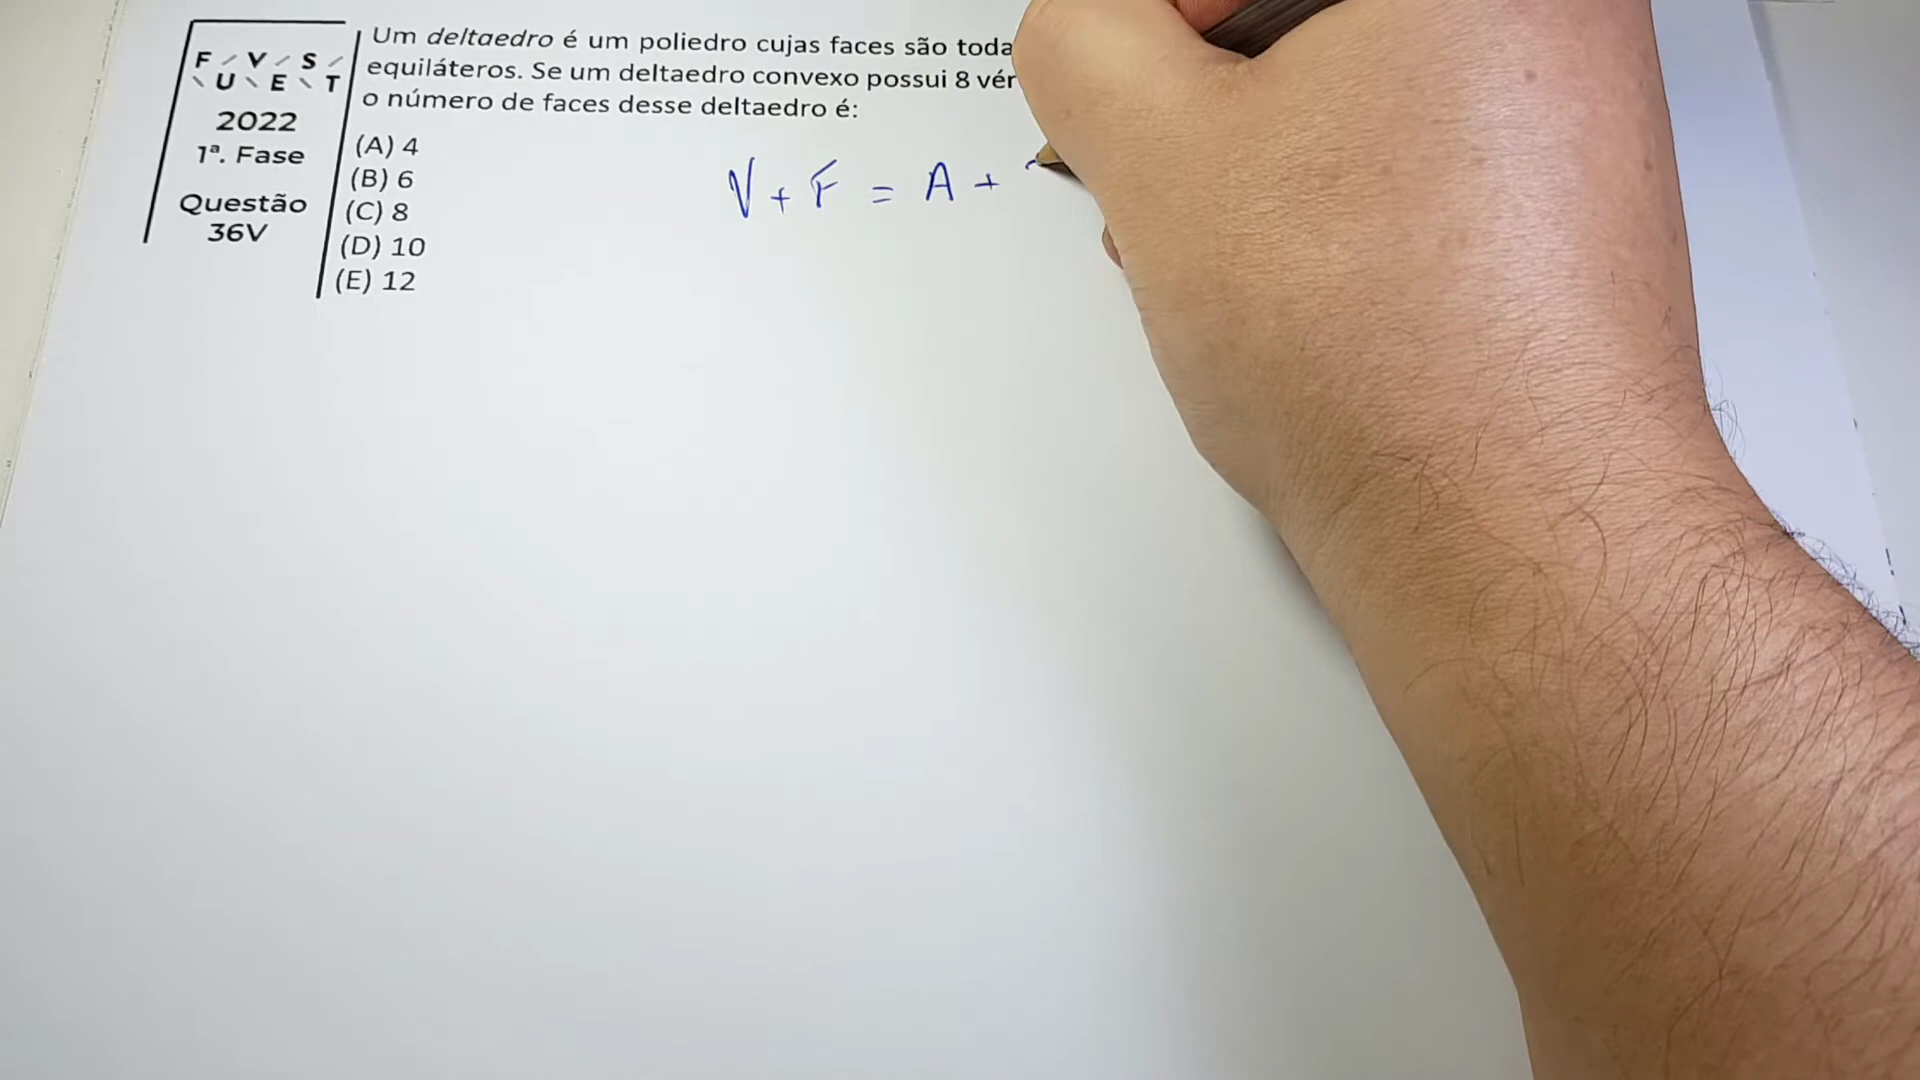 F V S
U E T
2022
1ª. Fase
Questão
36V
Um deltaedro é um poliedro cujas faces são toda
equiláteros. Se um deltaedro convexo possui 8 vér
o número de faces desse deltaedro é:
(A) 4
(B) 6
(C) 8
(D) 10
(E) 12
V + F = A +